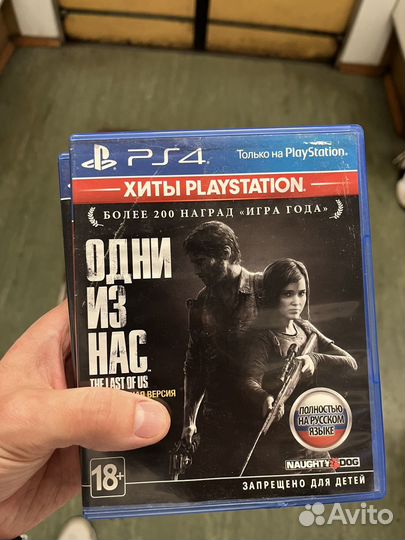 PS4
Только на PlayStation
ХИТЫ PLAYSTATION
БОЛЕЕ 200 НАГРАД «ИГРА ГОДА»
ОДНИ
ИЗ
НАС
THE LAST OF US
ВЕРСИЯ
ПОЛНОСТЬЮ
НА РУССКОМ
ЯЗЫКЕ
NAUGHTY DOG
18+
ЗАПРЕЩЕНО ДЛЯ ДЕТЕЙ
Avito